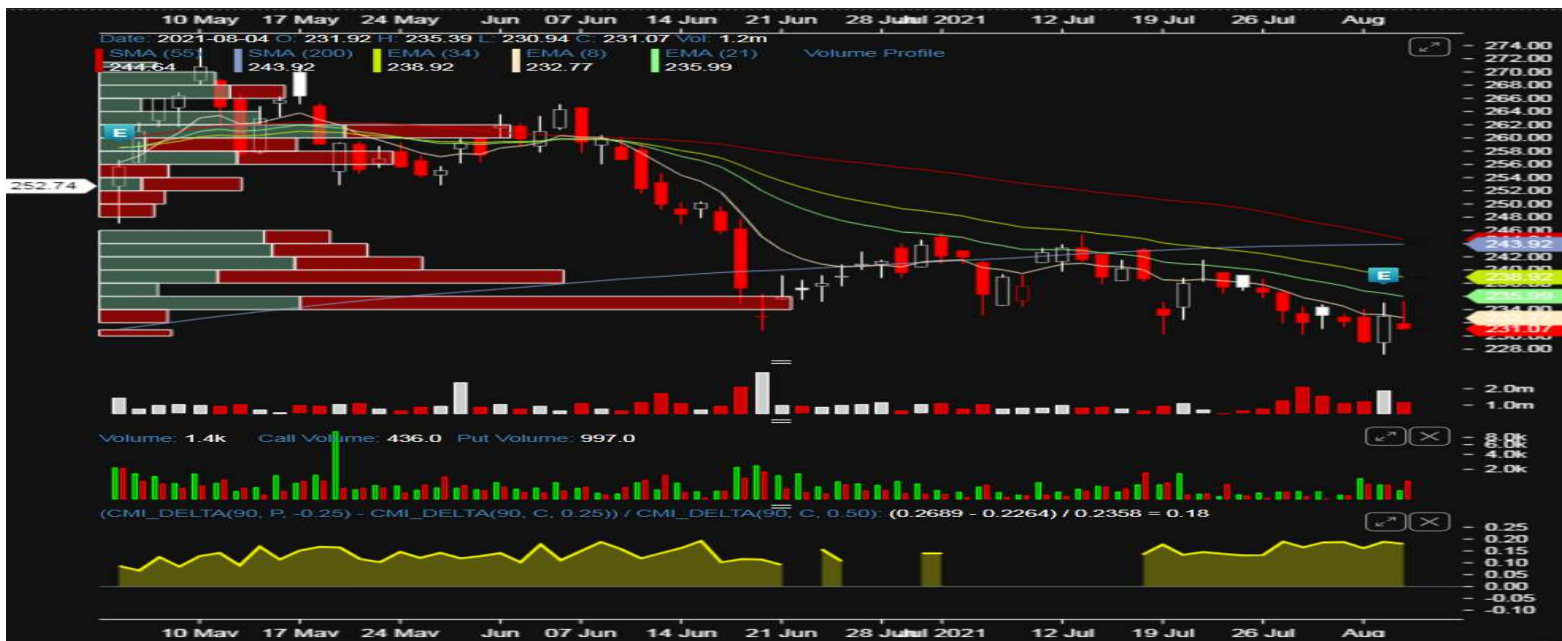 10 May 17 May 24 May Jun 07 Jun 14 Jun 21 Jun 28 Jun 2021 12 Jul 19 Jul 26 Jul Aug
Date: 2021-08-04 O: 231.92 H: 235.39 L: 230.94 C: 231.07 Vol: 1.2m
SMA (55) SMA (200) EMA (34) EMA (8) EMA (21) Volume Profile
244.64 243.92 238.92 232.77 235.99
274.00
272.00
270.00
268.00
266.00
264.00
262.00
E
260.00
258.00
256.00
254.00
252.74
252.00
250.00
248.00
246.00
243.92
242.00
E
238.92
235.99
231.07
228.00
2.0m
1.0m
Volume: 1.4k Call Volume: 436.0 Put Volume: 997.0
8.0k
6.0k
4.0k
2.0k
(CMI_DELTA(90, P, -0.25) - CMI_DELTA(90, C, 0.25)) / CMI_DELTA(90, C, 0.50): (0.2689 - 0.2264) / 0.2358 = 0.18
0.25
0.20
0.15
0.10
0.05
0.00
-0.05
-0.10
10 May 17 May 24 May Jun 07 Jun 14 Jun 21 Jun 28 Jun 2021 12 Jul 19 Jul 26 Jul Aug